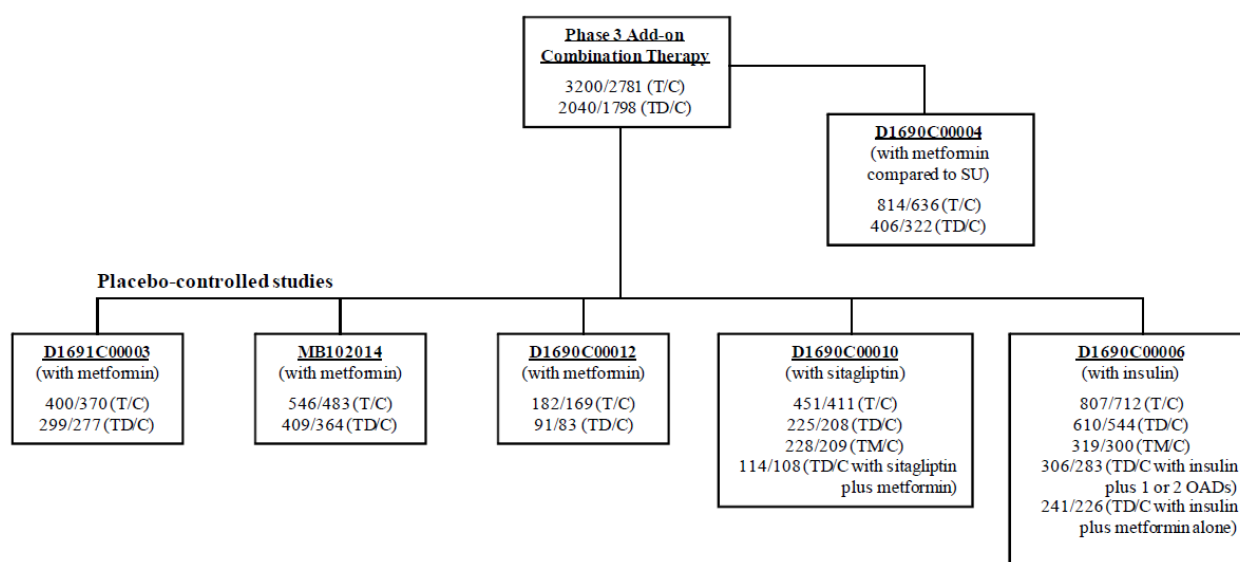 Phase 3 Add-on
Combination Therapy
3200/2781 (T/C)
2040/1798 (TD/C)
D1690C00004
(with metformin
compared to SU)
814/636 (T/C)
406/322 (TD/C)
Placebo-controlled studies
D1691C00003
(with metformin)
400/370 (T/C)
299/277 (TD/C)
MB102014
(with metformin)
546/483 (T/C)
409/364 (TD/C)
D1690C00012
(with metformin)
182/169 (T/C)
91/83 (TD/C)
D1690C00010
(with sitagliptin)
451/411 (T/C)
225/208 (TD/C)
228/209 (TM/C)
114/108 (TD/C with sitagliptin
plus metformin)
D1690C00006
(with insulin)
807/712 (T/C)
610/544 (TD/C)
319/300 (TM/C)
306/283 (TD/C with insulin
plus 1 or 2 OADs)
241/226 (TD/C with insulin
plus metformin alone)